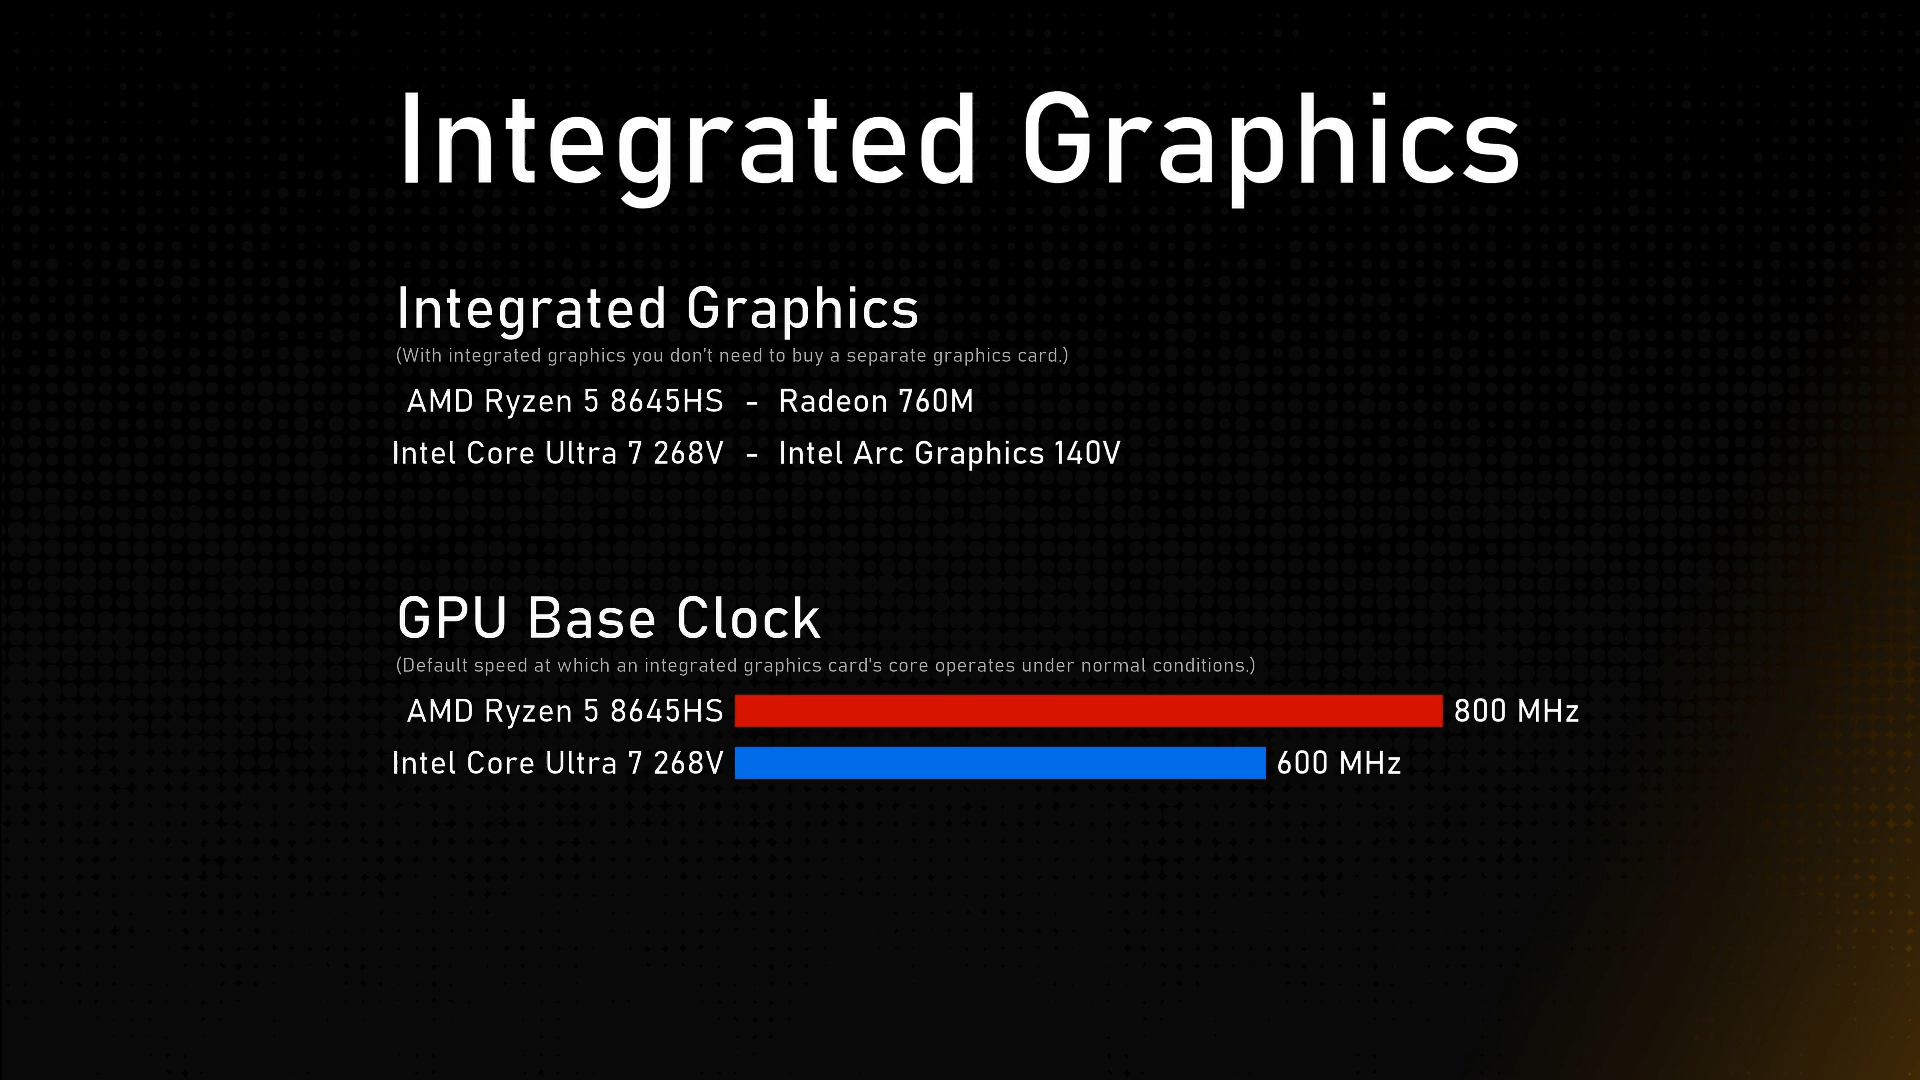 Integrated Graphics
Integrated Graphics
(With integrated graphics you don't need to buy a separate graphics card.)
AMD Ryzen 5 8645HS - Radeon 760M
Intel Core Ultra 7 268V - Intel Arc Graphics 140V
GPU Base Clock
(Default speed at which an integrated graphics card's core operates under normal conditions.)
AMD Ryzen 5 8645HS 800 MHz
Intel Core Ultra 7 268V 600 MHz